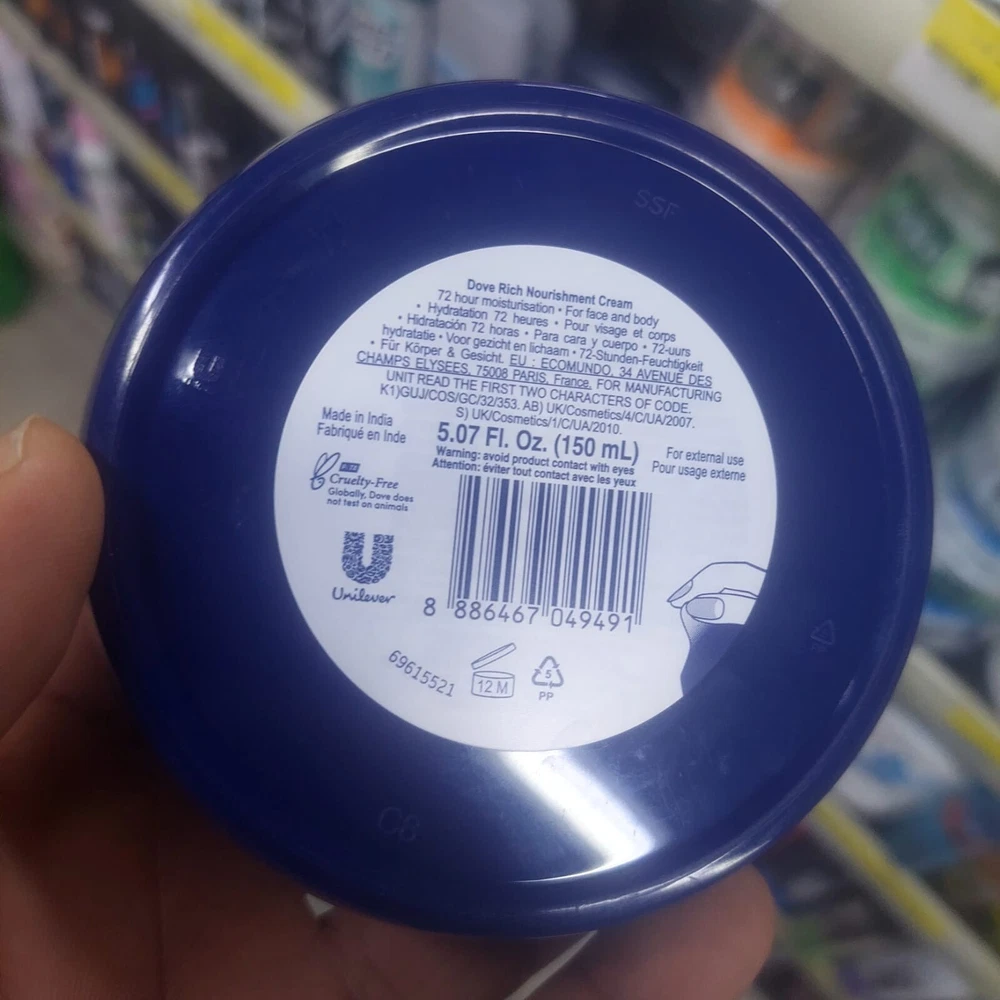 SSF
Dove Rich Nourishment Cream
72 hour moisturisation • For face and body
• Hydratation 72 heures • Pour visage et corps
• Hidratación 72 horas • Para cara y cuerpo • 72-uurs
hydratatie • Voor gezicht en lichaam • 72-Stunden-Feuchtigkeit
• Für Körper & Gesicht. EU : ECOMUNDO, 34 AVENUE DES
CHAMPS ELYSEES, 75008 PARIS, France. FOR MANUFACTURING
UNIT READ THE FIRST TWO CHARACTERS OF CODE.
K1)GUJ/COS/GC/32/353. AB) UK/Cosmetics/4/C/UA/2007.
S) UK/Cosmetics/1/C/UA/2010.
Made in India
Fabriqué en Inde
5.07 Fl. Oz. (150 mL)
Warning: avoid product contact with eyes
Attention: éviter tout contact avec les yeux
For external use
Pour usage externe
Cruelty-Free
Globally, Dove does
not test on animals
Unilever
8 886467 049491
69615521
12 M
5
PP